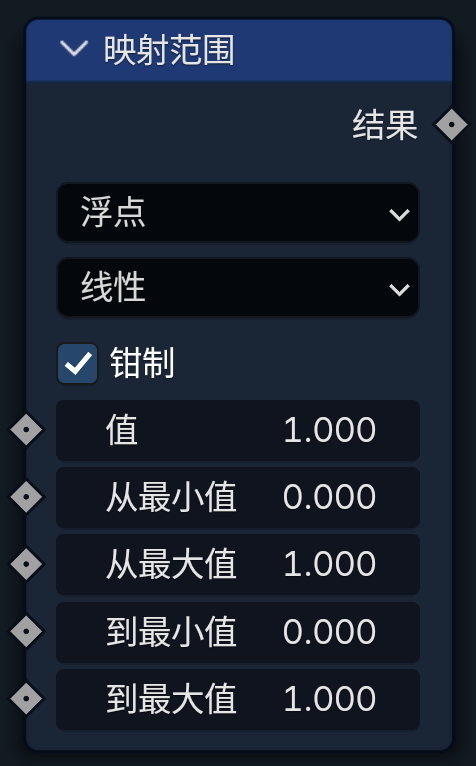 映射范围
结果
浮点
线性
钳制
值 1.000
从最小值 0.000
从最大值 1.000
到最小值 0.000
到最大值 1.000